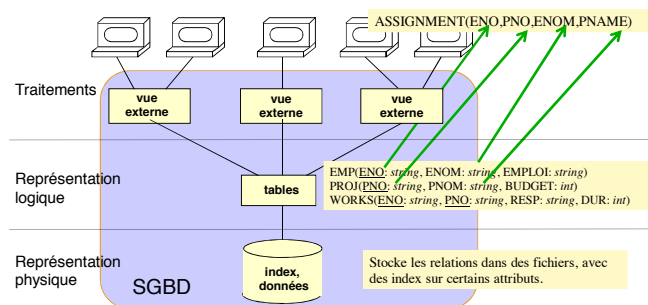 ASSIGNMENT(ENO,PNO,ENOM,PNAME)
Traitements
vue
externe
vue
externe
vue
externe
Représentation
logique
tables
EMP(ENO: string, ENOM: string, EMPLOI: string)
PROJ(PNO: string, PNOM: string, BUDGET: int)
WORKS(ENO: string, PNO: string, RESP: string, DUR: int)
Représentation
physique
SGBD
index,
données
Stocke les relations dans des fichiers, avec
des index sur certains attributs.